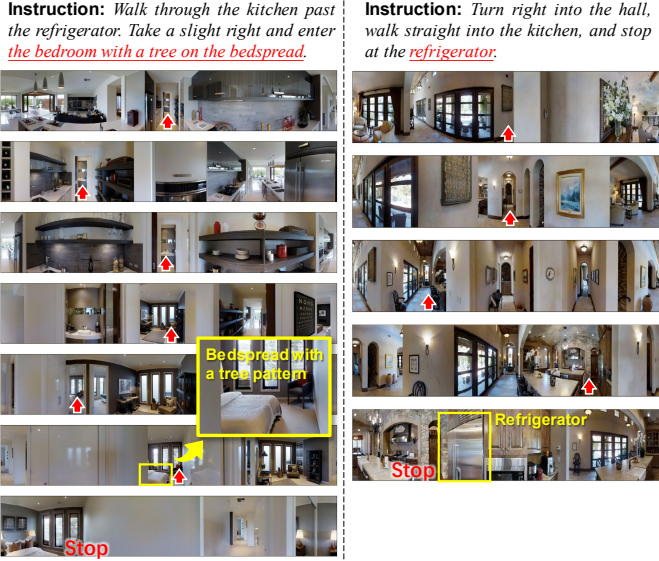 Instruction: Walk through the kitchen past
the refrigerator. Take a slight right and enter
the bedroom with a tree on the bedspread.
Bedspread with
a tree pattern
Stop
Instruction: Turn right into the hall,
walk straight into the kitchen, and stop
at the refrigerator.
Refrigerator
Stop